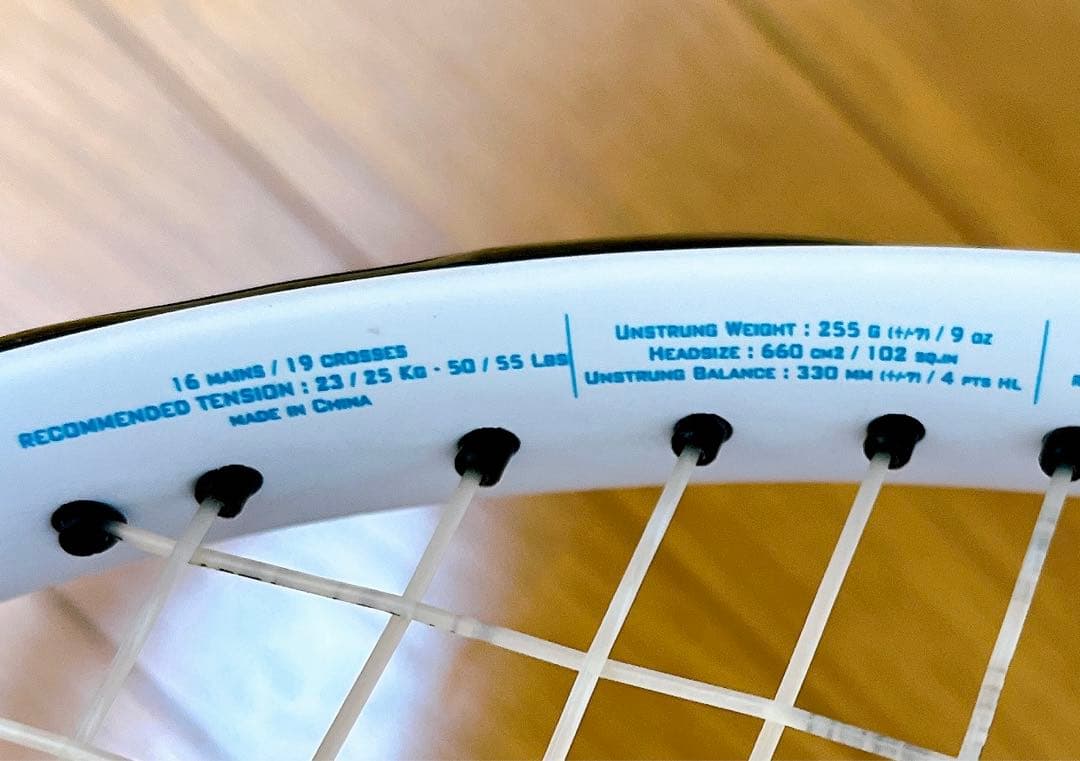 16 MAINS / 19 CROSSES
RECOMMENDED TENSION : 23 / 25 KG - 50 / 55 LBS
MADE IN CHINA
UNSTRUNG WEIGHT : 255 G (+/-7) / 9 OZ
HEADSIZE : 660 CM2 / 102 SQ.IN
UNSTRUNG BALANCE : 330 MM (+/-7) / 4 PTS HL